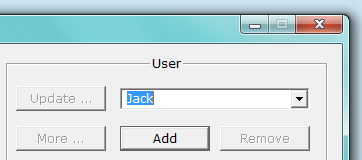 User
Update ... Jack
More ... Add Remove